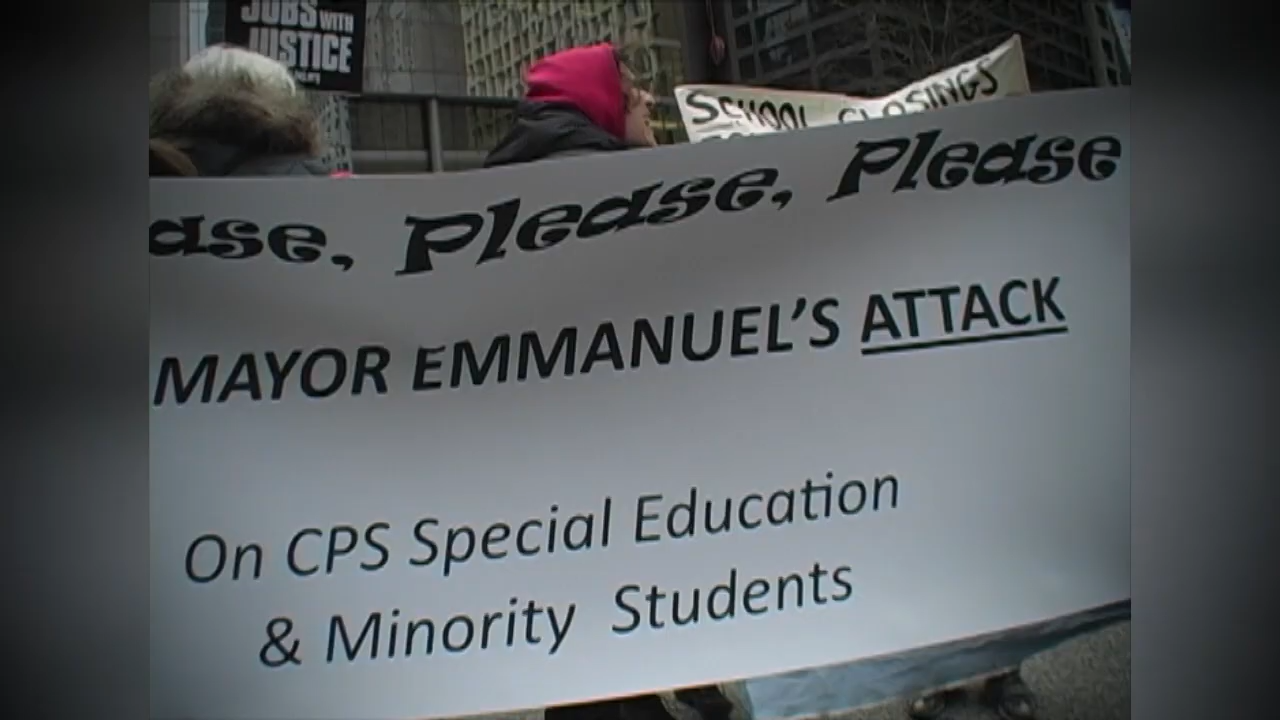 JOBS WITH
JUSTICE
SCHOOL CLOSINGS
ase, Please, Please
MAYOR EMMANUEL'S ATTACK
On CPS Special Education
& Minority Students